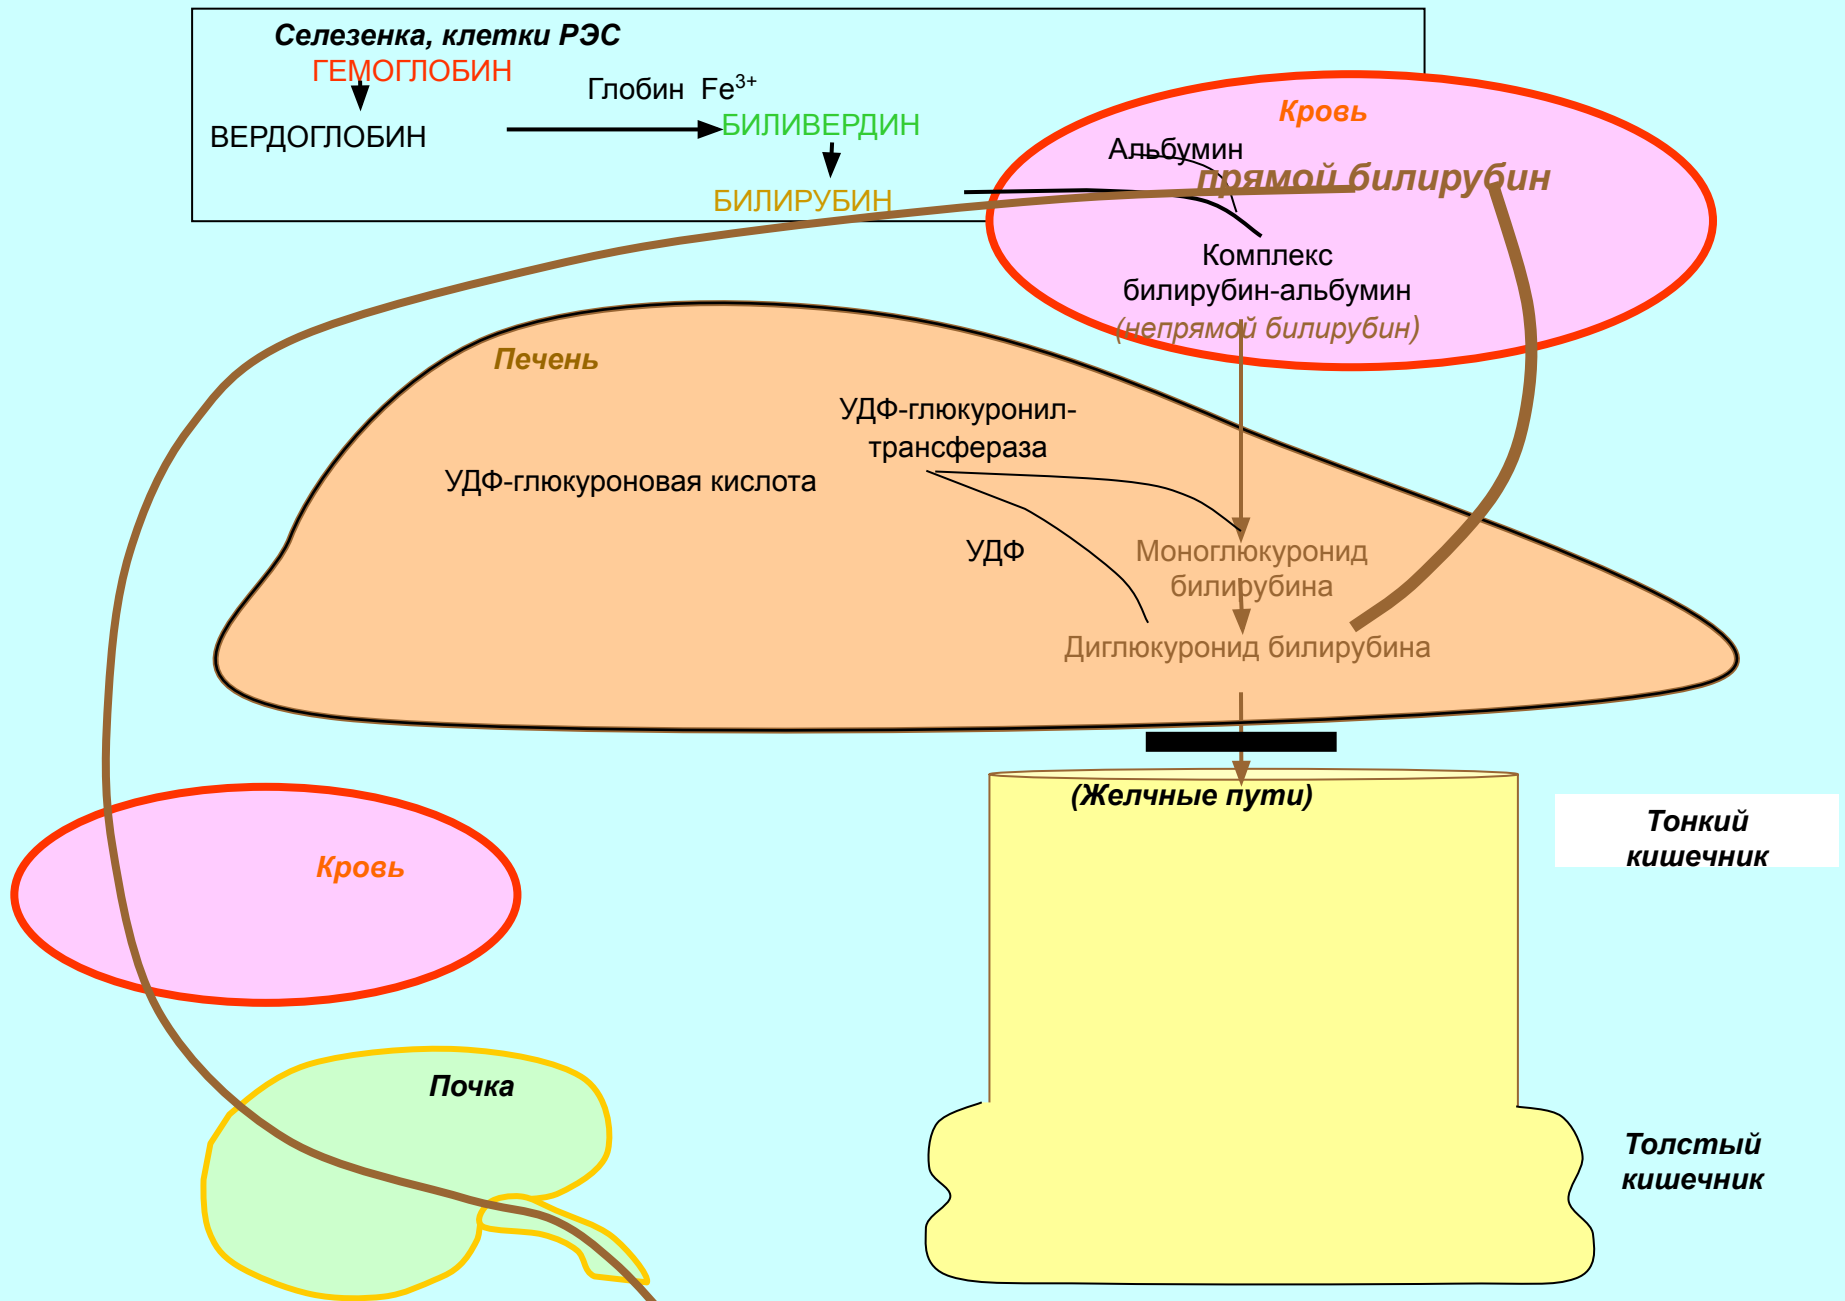 Селезенка, клетки РЭС
ГЕМОГЛОБИН
Глобин Fe³⁺
ВЕРДОГЛОБИН
БИЛИВЕРДИН
БИЛИРУБИН
Кровь
Альбумин
прямой билирубин
Комплекс
билирубин-альбумин
(непрямой билирубин)
Печень
УДФ-глюкуронил-
трансфераза
УДФ-глюкуроновая кислота
УДФ
Моноглюкуронид
билирубина
Диглюкуронид билирубина
(Желчные пути)
Тонкий
кишечник
Кровь
Почка
Толстый
кишечник